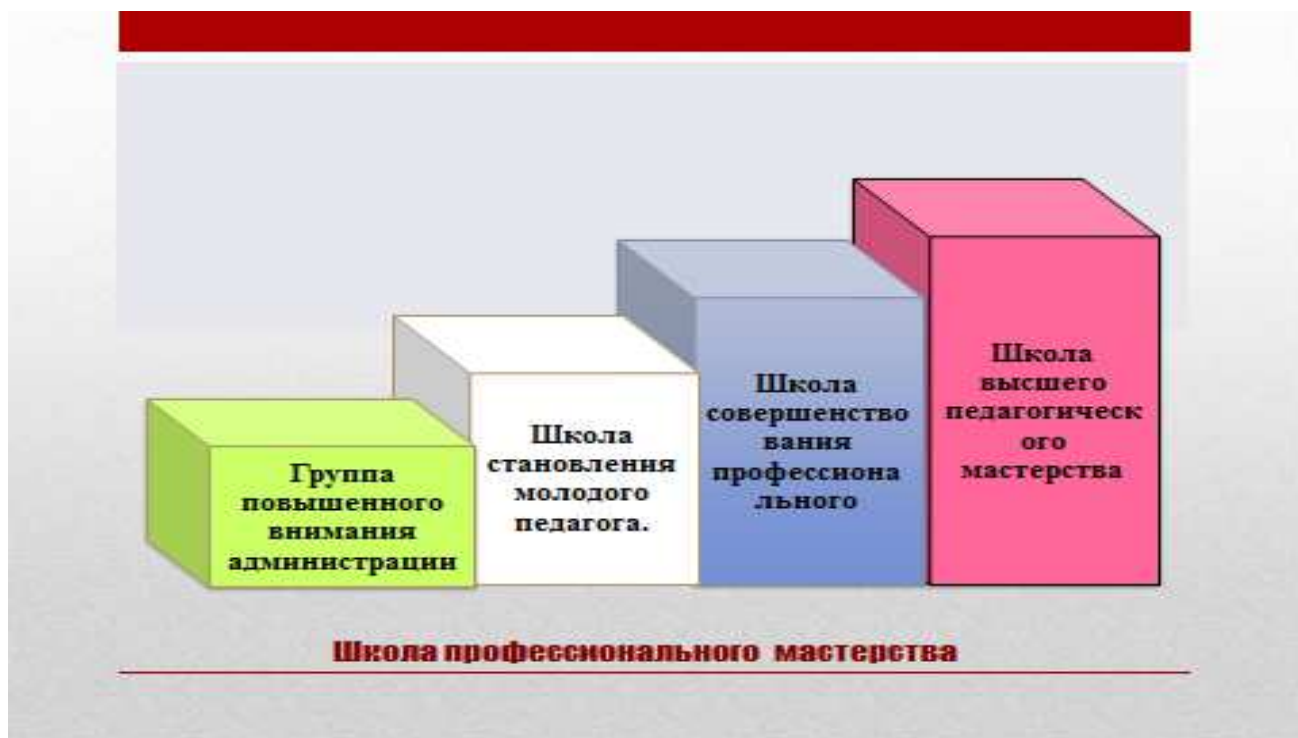 Группа
повышенного
внимания
администрации
Школа
становления
молодого
педагога.
Школа
совершенство
вания
профессиона
льного
Школа
высшего
педагогическ
ого
мастерства
Школа профессионального мастерства